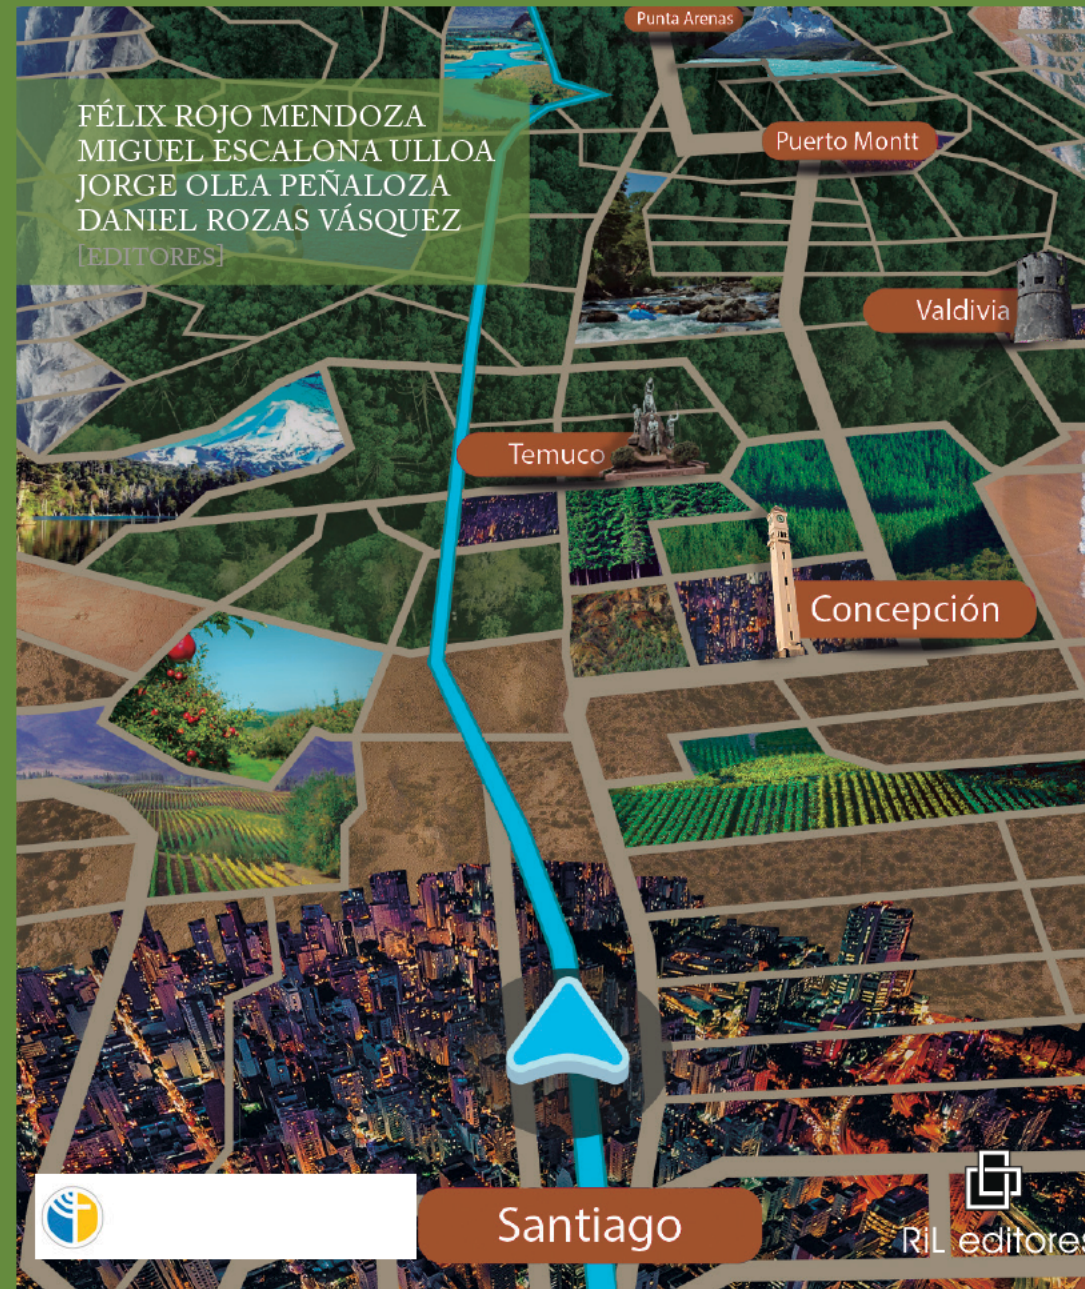 FÉLIX ROJO MENDOZA
MIGUEL ESCALONA ULLOA
JORGE OLEA PEÑALOZA
DANIEL ROZAS VÁSQUEZ
[EDITORES]
Punta Arenas
Puerto Montt
Valdivia
Temuco
Concepción
Santiago
RiL editores